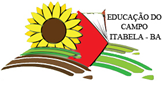 EDUCAÇÃO DO
CAMPO
ITABELA - BA